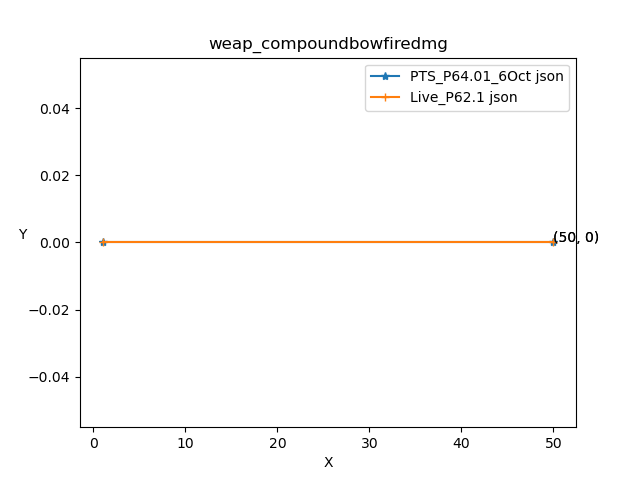 weap_compoundbowfiredmg
PTS_P64.01_6Oct json
Live_P62.1 json
0.04
0.02
0.00
−0.02
−0.04
Y
(50, 0)
0
10
20
30
40
50
X